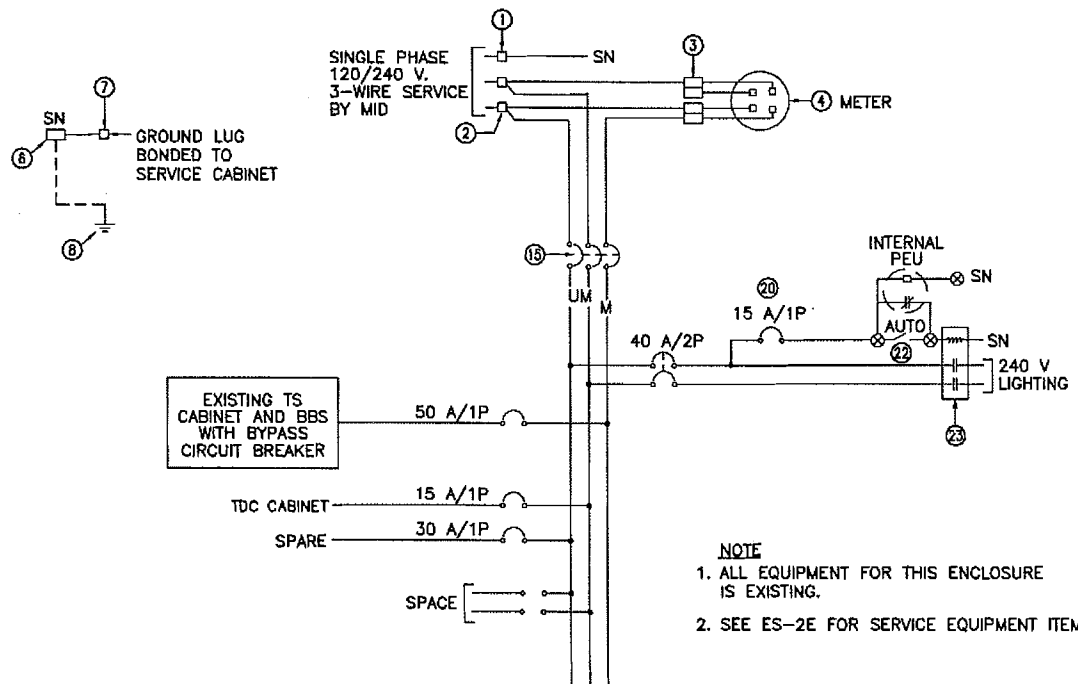 ①
SINGLE PHASE
120/240 V.
3-WIRE SERVICE
BY MID
SN
③
④ METER
②
⑦
SN
⑥
GROUND LUG
BONDED TO
SERVICE CABINET
⑧
⑮
UM
M
INTERNAL
PEU
SN
⑳
15 A/1P
AUTO
㉒
SN
40 A/2P
240 V
LIGHTING
㉓
EXISTING TS
CABINET AND BBS
WITH BYPASS
CIRCUIT BREAKER
50 A/1P
TDC CABINET
15 A/1P
SPARE
30 A/1P
SPACE
NOTE
1. ALL EQUIPMENT FOR THIS ENCLOSURE
IS EXISTING.
2. SEE ES-2E FOR SERVICE EQUIPMENT ITEM